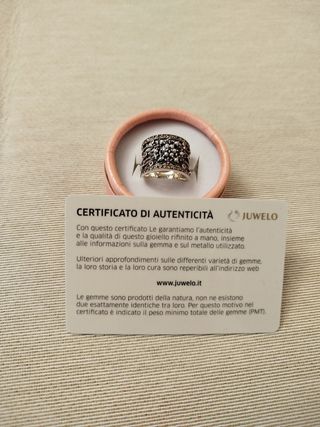 CERTIFICATO DI AUTENTICITÀ JUWELO
Con questo certificato Le garantiamo l'autenticità
e la qualità di questo gioiello rifinito a mano, insieme
alle informazioni sulla gemma e sul metallo utilizzato.
Ulteriori approfondimenti sulle differenti varietà di gemme,
la loro storia e la loro cura sono reperibili all'indirizzo web
www.juwelo.it
Le gemme sono prodotti della natura, non ne esistono
due esattamente identiche tra loro. Per questo motivo nel
certificato è indicato il peso minimo totale delle gemme (PMT).